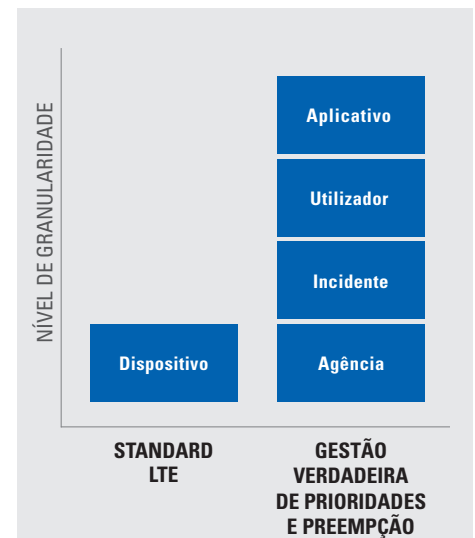 NÍVEL DE GRANULARIDADE
Aplicativo
Utilizador
Incidente
Dispositivo
Agência
STANDARD
LTE
GESTÃO
VERDADEIRA
DE PRIORIDADES
E PREEMPÇÃO